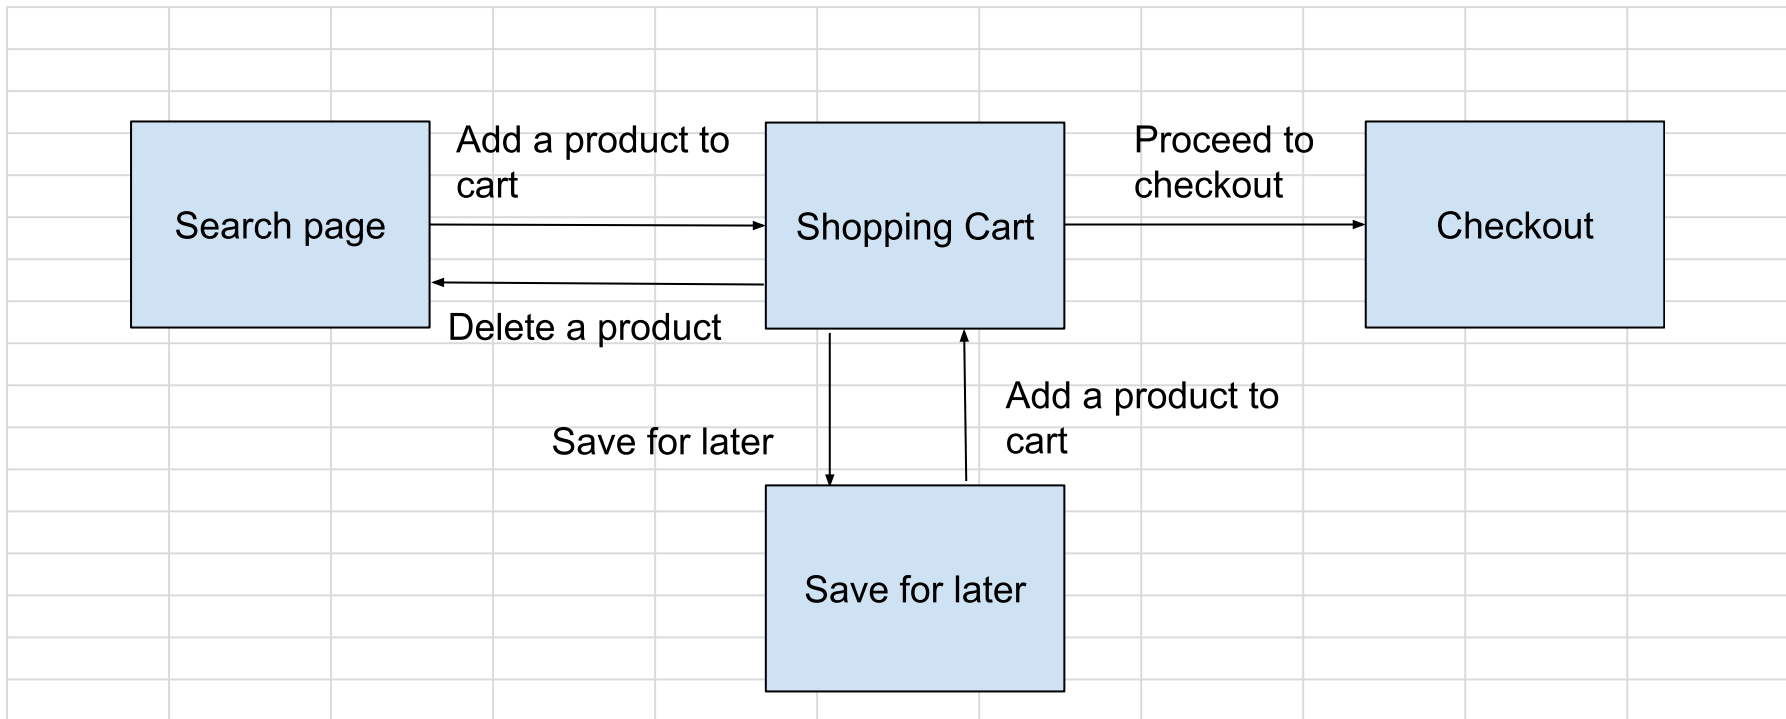 Add a product to
cart
Proceed to
checkout
Search page
Shopping Cart
Checkout
Delete a product
Add a product to
cart
Save for later
Save for later